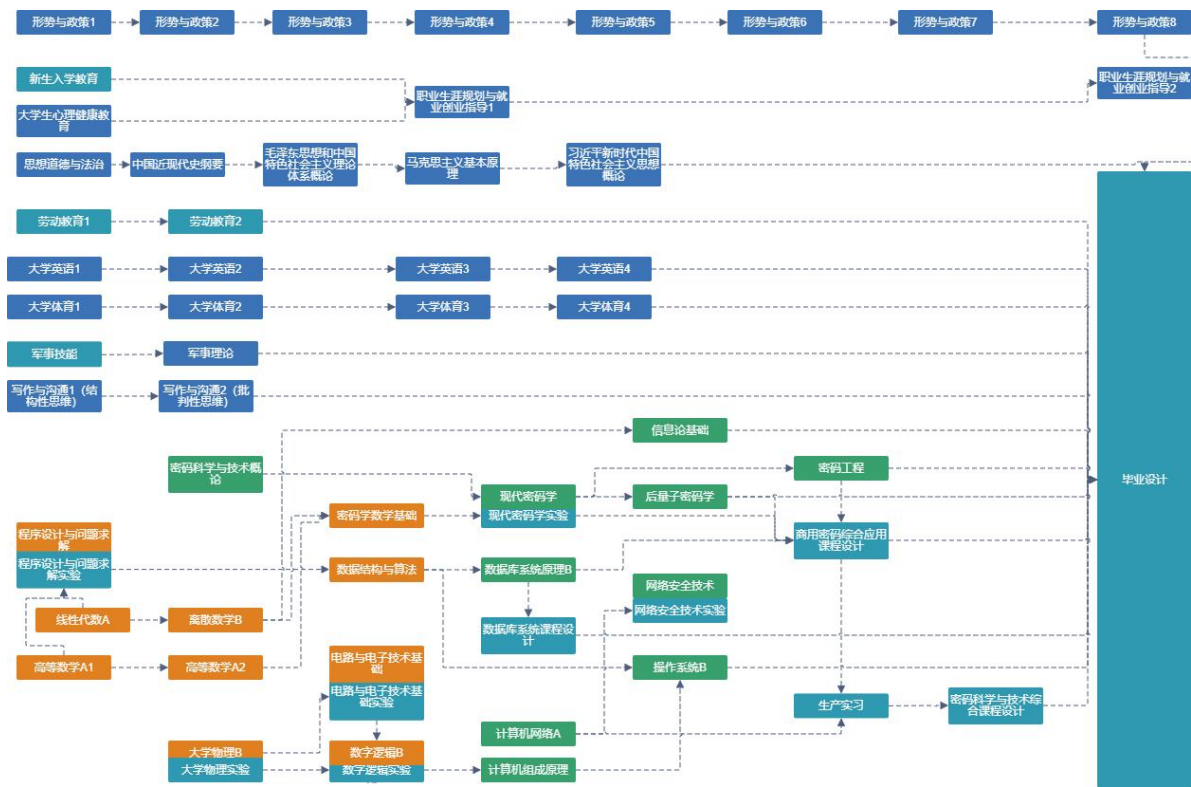 形势与政策1
形势与政策2
形势与政策3
形势与政策4
形势与政策5
形势与政策6
形势与政策7
形势与政策8
新生入学教育
大学生心理健康教
育
职业生涯规划与就
业创业指导1
职业生涯规划与就
业创业指导2
思想道德与法治
中国近现代史纲要
毛泽东思想和中国
特色社会主义理论
体系概论
马克思主义基本原
理
习近平新时代中国
特色社会主义思想
概论
劳动教育1
劳动教育2
大学英语1
大学英语2
大学英语3
大学英语4
大学体育1
大学体育2
大学体育3
大学体育4
军事技能
军事理论
写作与沟通1（结
构性思维)
写作与沟通2（批
判性思维)
信息论基础
密码科学与技术概
论
现代密码学
现代密码学实验
后量子密码学
密码工程
毕业设计
程序设计与问题求
解
程序设计与问题求
解实验
密码学数学基础
商用密码综合应用
课程设计
数据结构与算法
数据库系统原理B
网络安全技术
网络安全技术实验
线性代数A
离散数学B
数据库系统课程设
计
高等数学A1
高等数学A2
电路与电子技术基
础
电路与电子技术基
础实验
操作系统B
生产实习
密码科学与技术综
合课程设计
计算机网络A
大学物理B
大学物理实验
数字逻辑B
数字逻辑实验
计算机组成原理